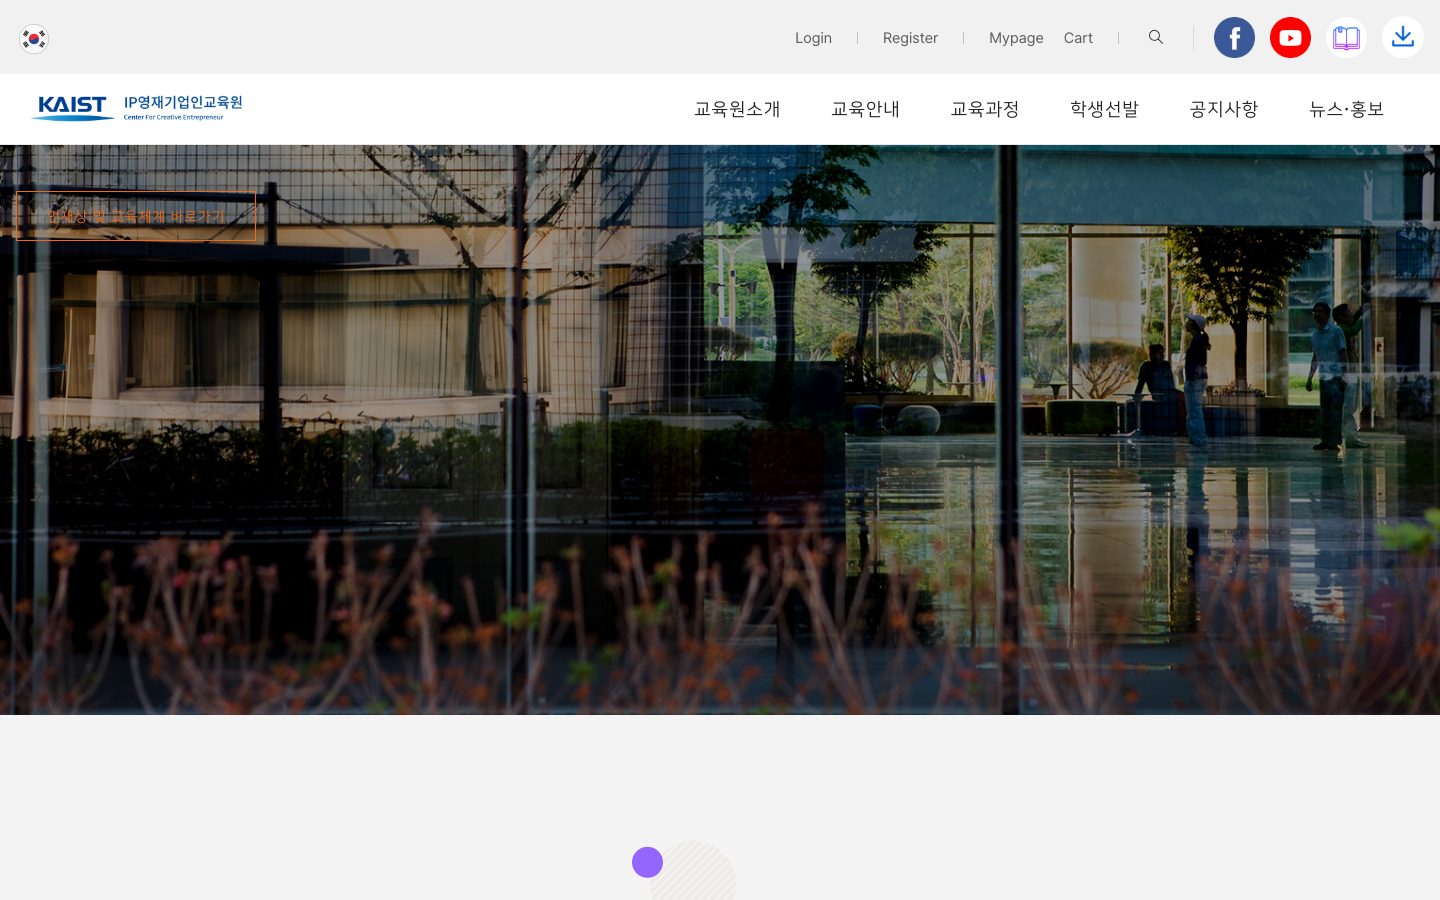 Login
Register
Mypage
Cart
KAIST IP영재기업인교육원
Center For Creative Entrepreneur
교육원소개
교육안내
교육과정
학생선발
공지사항
뉴스·홍보
인재상 및 교육체계 바로가기